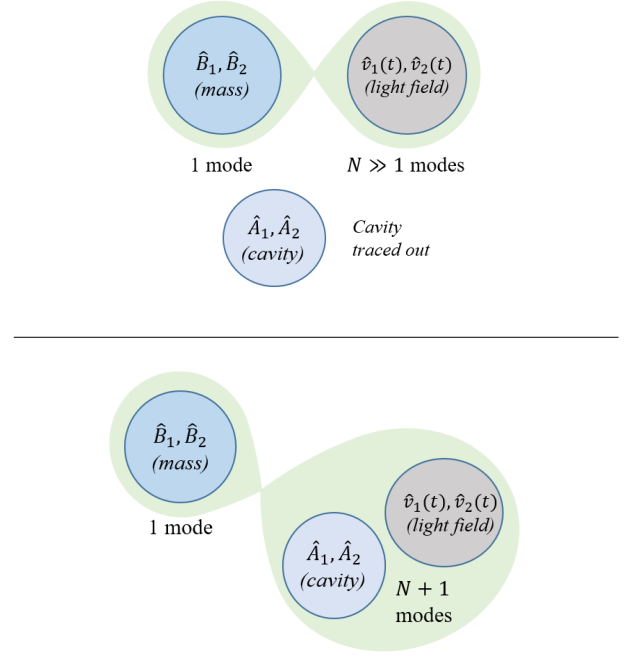 B̂₁, B̂₂
(mass)
v̂₁(t), v̂₂(t)
(light field)
1 mode
N ≫ 1 modes
Â₁, Â₂
(cavity)
Cavity
traced out
B̂₁, B̂₂
(mass)
1 mode
v̂₁(t), v̂₂(t)
(light field)
Â₁, Â₂
(cavity)
N + 1
modes